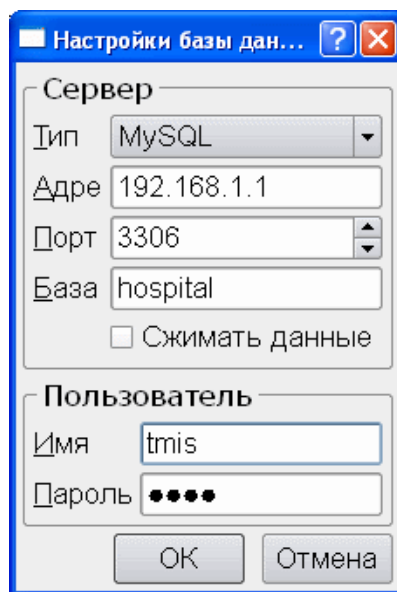 Настройки базы дан...
Сервер
Тип MySQL
Адре 192.168.1.1
Порт 3306
База hospital
Сжимать данные
Пользователь
Имя tmis
Пароль ●●●●
OK Отмена